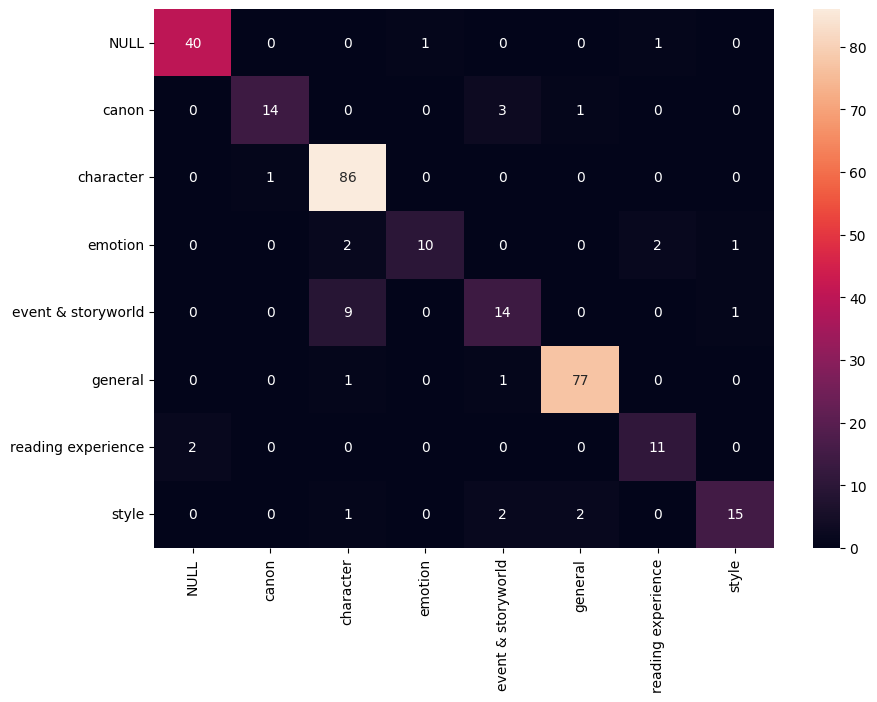 NULL 40 0 0 1 0 0 1 0
canon 0 14 0 0 3 1 0 0
character 0 1 86 0 0 0 0 0
emotion 0 0 2 10 0 0 2 1
event & storyworld 0 0 9 0 14 0 0 1
general 0 0 1 0 1 77 0 0
reading experience 2 0 0 0 0 0 11 0
style 0 0 1 0 2 2 0 15
NULL
canon
character
emotion
event & storyworld
general
reading experience
style
80
70
60
50
40
30
20
10
0